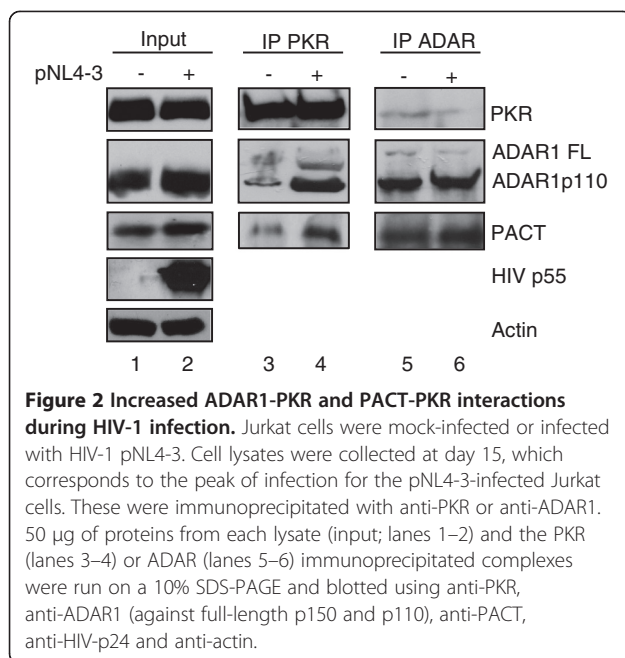 Input IP PKR IP ADAR
pNL4-3 - + - + - +
PKR
ADAR1 FL
ADAR1p110
PACT
HIV p55
Actin
1 2 3 4 5 6
Figure 2 Increased ADAR1-PKR and PACT-PKR interactions
during HIV-1 infection. Jurkat cells were mock-infected or infected
with HIV-1 pNL4-3. Cell lysates were collected at day 15, which
corresponds to the peak of infection for the pNL4-3-infected Jurkat
cells. These were immunoprecipitated with anti-PKR or anti-ADAR1.
50 μg of proteins from each lysate (input; lanes 1–2) and the PKR
(lanes 3–4) or ADAR (lanes 5–6) immunoprecipitated complexes
were run on a 10% SDS-PAGE and blotted using anti-PKR,
anti-ADAR1 (against full-length p150 and p110), anti-PACT,
anti-HIV-p24 and anti-actin.